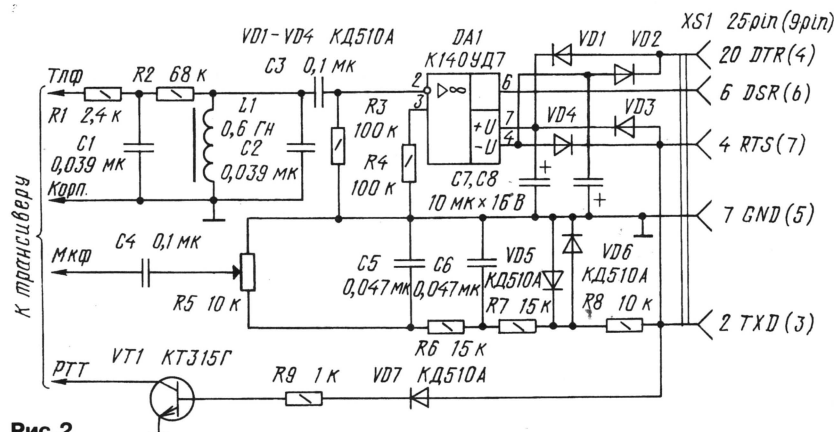 XS1 25pin(9pin)
VD1-VD4 КД510А
DA1
К140УД7
VD1
VD2
C3 0,1 мк
20 DTR(4)
ТЛФ
R2 68 к
2
▷∞
6
6 DSR(6)
3
R1 2,4 к
L1
0,6 ГН
R3
100 к
+U
7
VD4
VD3
-U
4
4 RTS(7)
C1
0,039 мк
C2
0,039 мк
R4
100 к
C7, C8
10 мк×16 В
+
+
Корп.
7 GND(5)
К трансиверу
Мкф
C4 0,1 мк
R5 10 к
C5
0,047 мк
C6
0,047 мк
VD5
КД510А
VD6
КД510А
R7 15 к
R8 10 к
2 TXD(3)
R6 15 к
VT1 КТ315Г
РТТ
R9 1 к
VD7 КД510А
Рис.2